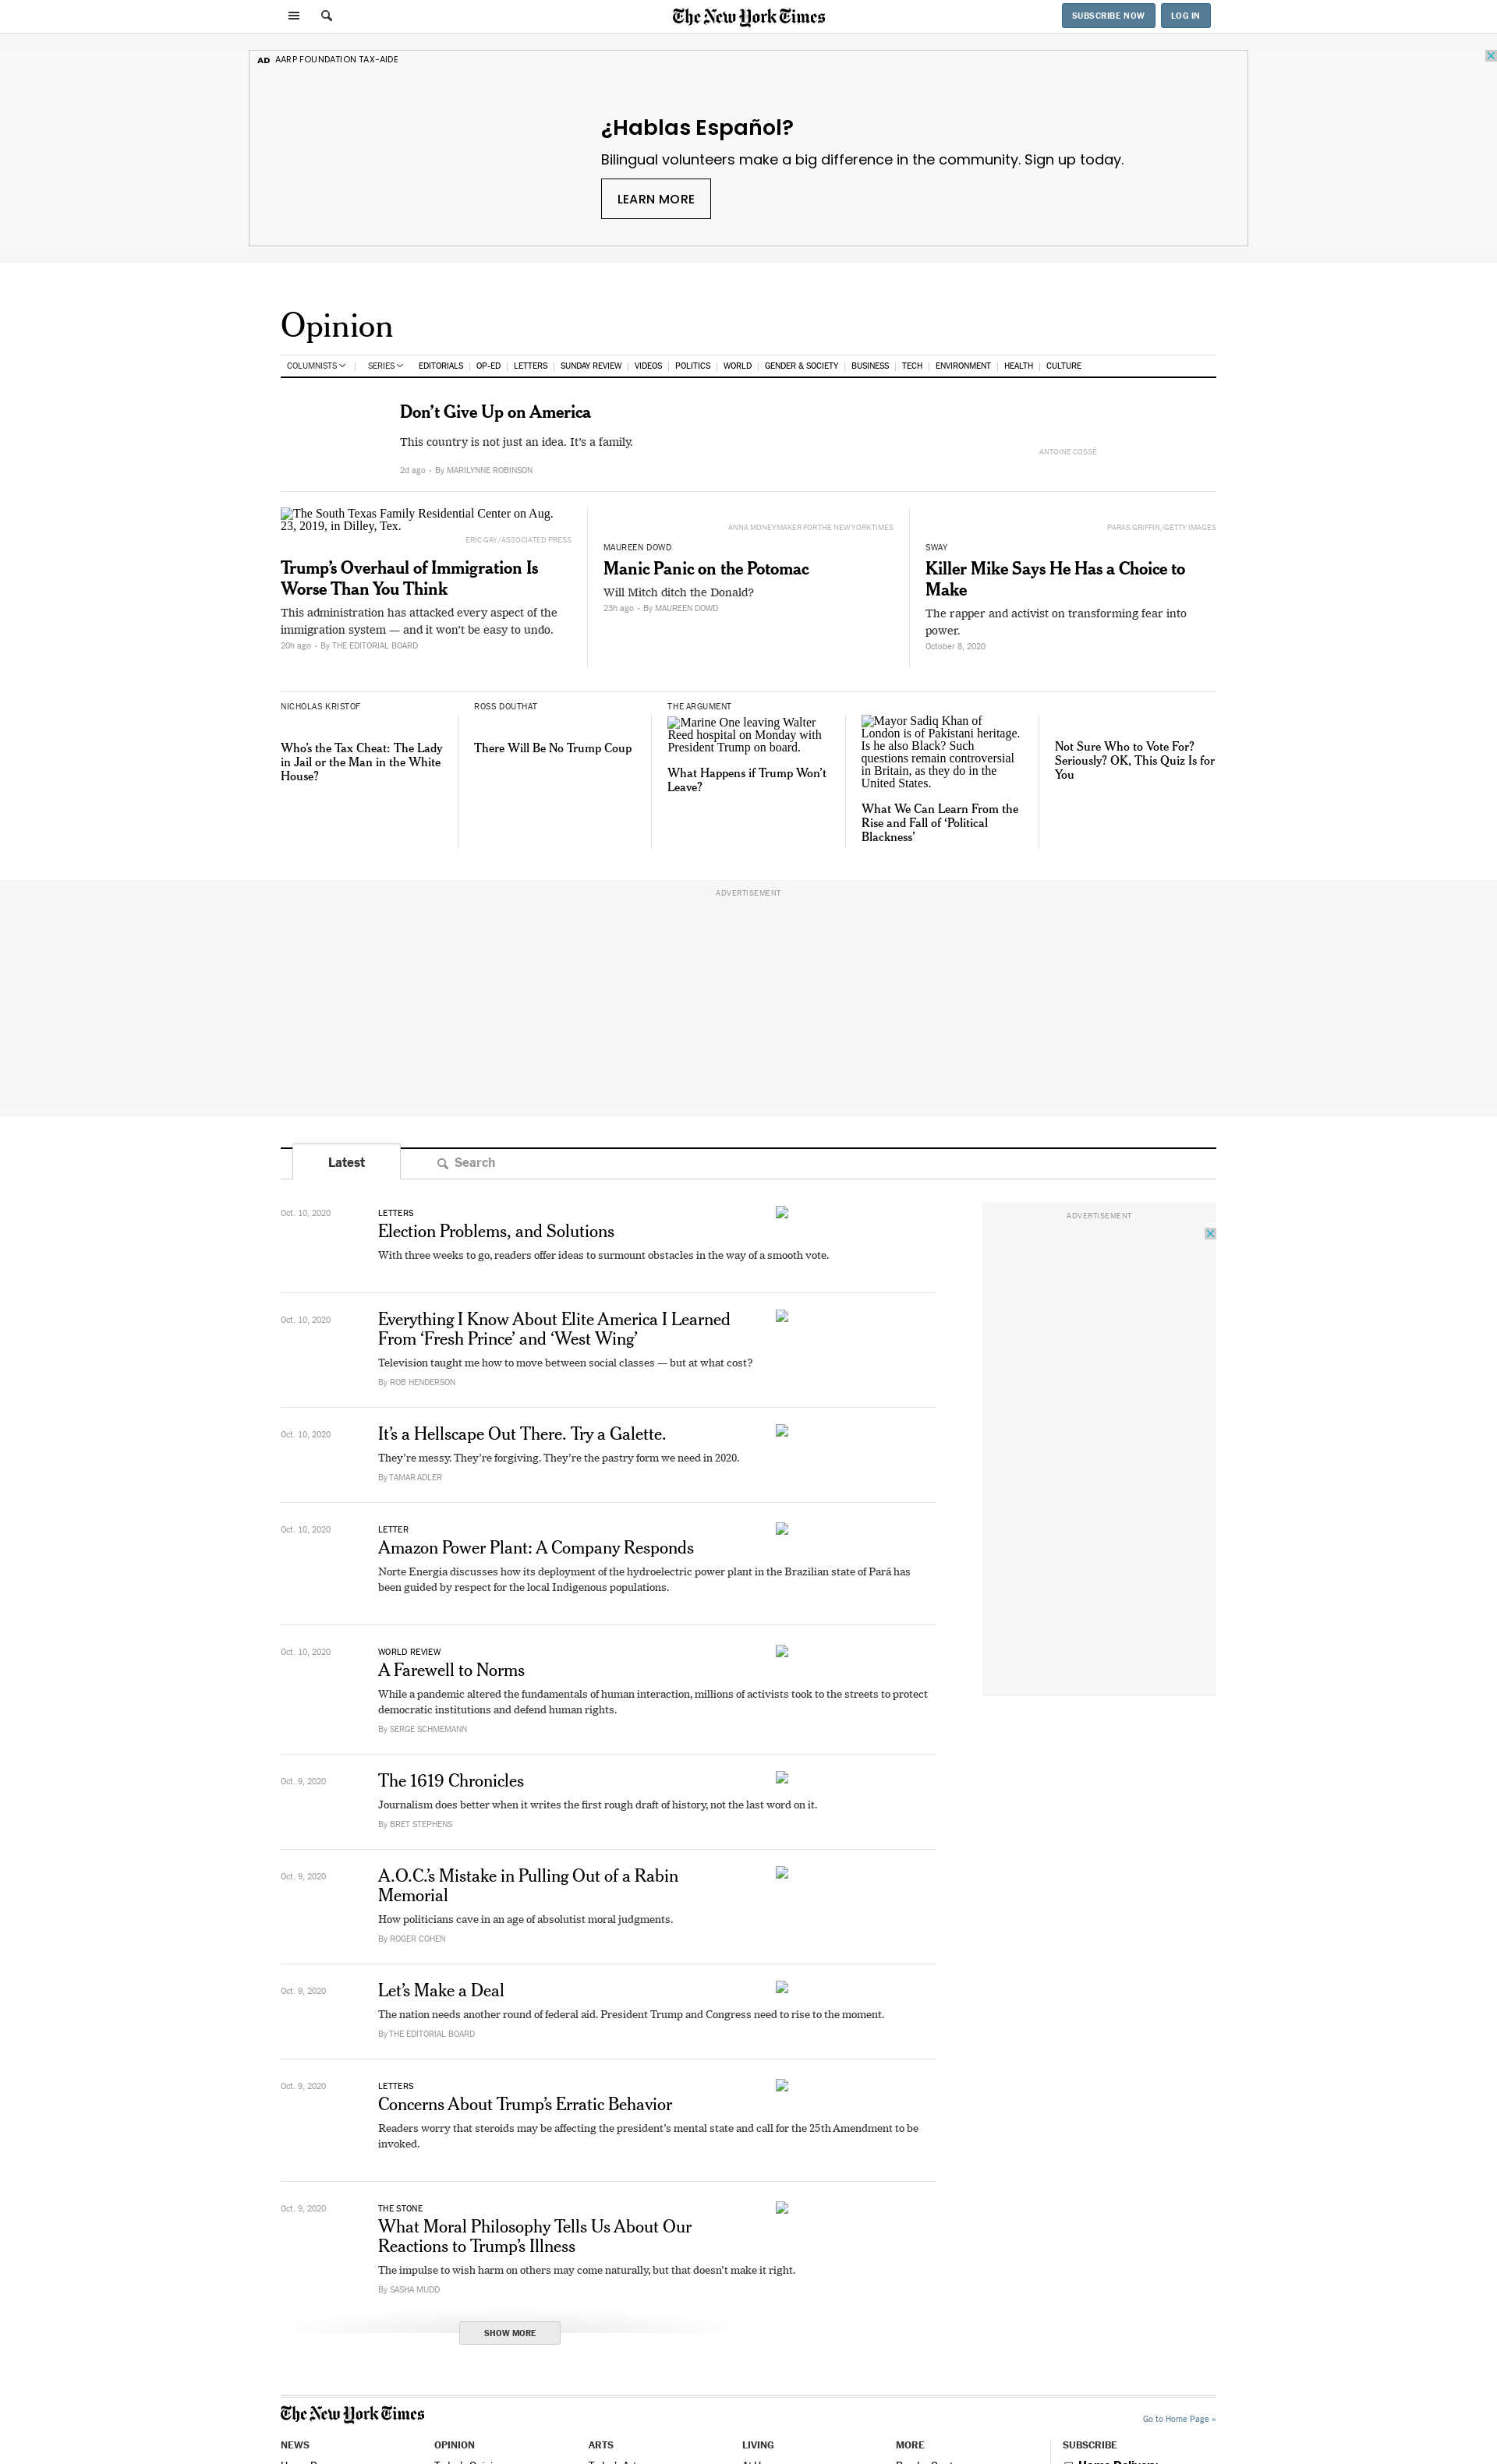 The New York Times
SUBSCRIBE NOW
LOG IN
AD AARP FOUNDATION TAX-AIDE
¿Hablas Español?
Bilingual volunteers make a big difference in the community. Sign up today.
LEARN MORE
Opinion
COLUMNISTS | SERIES EDITORIALS | OP-ED | LETTERS | SUNDAY REVIEW | VIDEOS | POLITICS | WORLD | GENDER & SOCIETY | BUSINESS | TECH | ENVIRONMENT | HEALTH | CULTURE
Don’t Give Up on America
This country is not just an idea. It’s a family.
2d ago • By MARILYNNE ROBINSON
ANTOINE COSSÉ
The South Texas Family Residential Center on Aug.
23, 2019, in Dilley, Tex.
ERIC GAY/ASSOCIATED PRESS
Trump’s Overhaul of Immigration Is
Worse Than You Think
This administration has attacked every aspect of the
immigration system — and it won’t be easy to undo.
20h ago • By THE EDITORIAL BOARD
ANNA MONEYMAKER FOR THE NEW YORK TIMES
MAUREEN DOWD
Manic Panic on the Potomac
Will Mitch ditch the Donald?
23h ago • By MAUREEN DOWD
PARAS GRIFFIN/GETTY IMAGES
SWAY
Killer Mike Says He Has a Choice to
Make
The rapper and activist on transforming fear into
power.
October 8, 2020
NICHOLAS KRISTOF
Who’s the Tax Cheat: The Lady
in Jail or the Man in the White
House?
ROSS DOUTHAT
There Will Be No Trump Coup
THE ARGUMENT
Marine One leaving Walter
Reed hospital on Monday with
President Trump on board.
What Happens if Trump Won’t
Leave?
Mayor Sadiq Khan of
London is of Pakistani heritage.
Is he also Black? Such
questions remain controversial
in Britain, as they do in the
United States.
What We Can Learn From the
Rise and Fall of ‘Political
Blackness’
Not Sure Who to Vote For?
Seriously? OK, This Quiz Is for
You
ADVERTISEMENT
Latest
Search
ADVERTISEMENT
Oct. 10, 2020
LETTERS
Election Problems, and Solutions
With three weeks to go, readers offer ideas to surmount obstacles in the way of a smooth vote.
Oct. 10, 2020
Everything I Know About Elite America I Learned
From ‘Fresh Prince’ and ‘West Wing’
Television taught me how to move between social classes — but at what cost?
By ROB HENDERSON
Oct. 10, 2020
It’s a Hellscape Out There. Try a Galette.
They’re messy. They’re forgiving. They’re the pastry form we need in 2020.
By TAMAR ADLER
Oct. 10, 2020
LETTER
Amazon Power Plant: A Company Responds
Norte Energia discusses how its deployment of the hydroelectric power plant in the Brazilian state of Pará has
been guided by respect for the local Indigenous populations.
Oct. 10, 2020
WORLD REVIEW
A Farewell to Norms
While a pandemic altered the fundamentals of human interaction, millions of activists took to the streets to protect
democratic institutions and defend human rights.
By SERGE SCHMEMANN
Oct. 9, 2020
The 1619 Chronicles
Journalism does better when it writes the first rough draft of history, not the last word on it.
By BRET STEPHENS
Oct. 9, 2020
A.O.C.’s Mistake in Pulling Out of a Rabin
Memorial
How politicians cave in an age of absolutist moral judgments.
By ROGER COHEN
Oct. 9, 2020
Let’s Make a Deal
The nation needs another round of federal aid. President Trump and Congress need to rise to the moment.
By THE EDITORIAL BOARD
Oct. 9, 2020
LETTERS
Concerns About Trump’s Erratic Behavior
Readers worry that steroids may be affecting the president’s mental state and call for the 25th Amendment to be
invoked.
Oct. 9, 2020
THE STONE
What Moral Philosophy Tells Us About Our
Reactions to Trump’s Illness
The impulse to wish harm on others may come naturally, but that doesn’t make it right.
By SASHA MUDD
SHOW MORE
The New York Times
Go to Home Page »
NEWS
OPINION
ARTS
LIVING
MORE
SUBSCRIBE